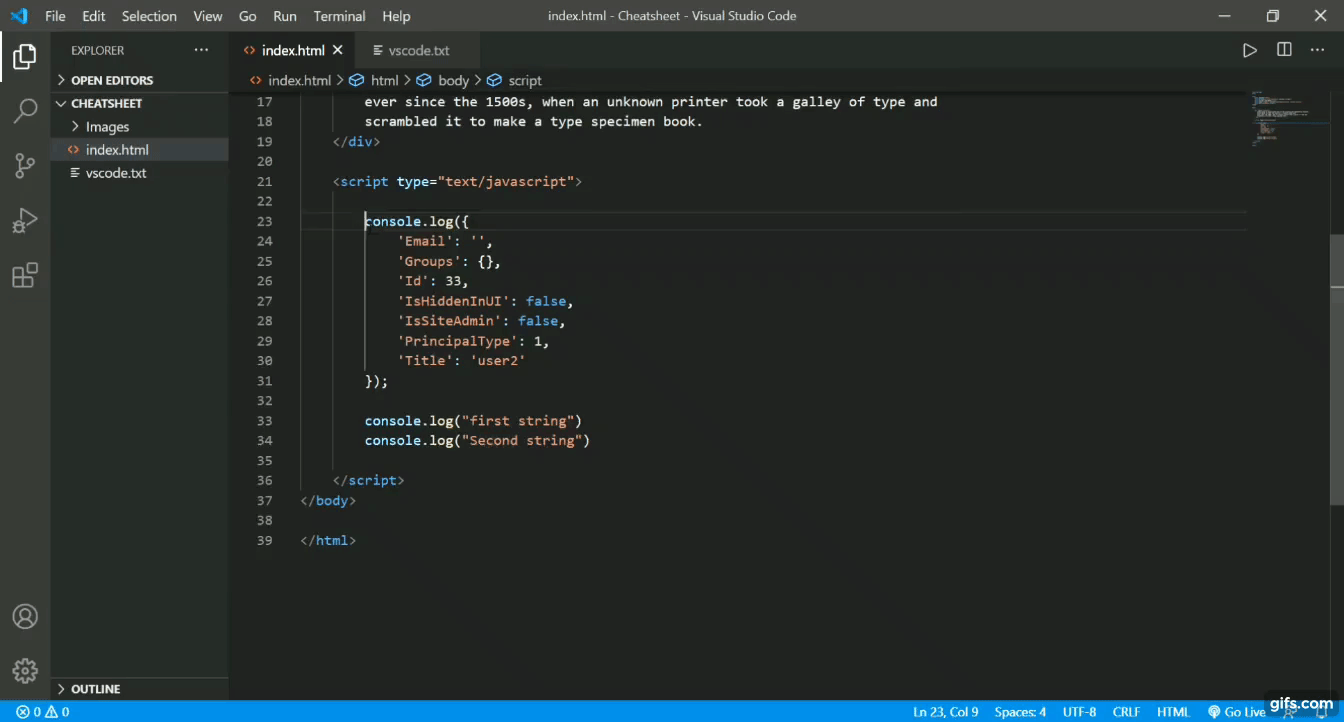 File Edit Selection View Go Run Terminal Help index.html - Cheatsheet - Visual Studio Code
EXPLORER ···
OPEN EDITORS
CHEATSHEET
Images
index.html
vscode.txt
OUTLINE
index.html vscode.txt
index.html > html > body > script
17 ever since the 1500s, when an unknown printer took a galley of type and
18 scrambled it to make a type specimen book.
19 </div>
20
21 <script type="text/javascript">
22
23 console.log({
24 'Email': '',
25 'Groups': {},
26 'Id': 33,
27 'IsHiddenInUI': false,
28 'IsSiteAdmin': false,
29 'PrincipalType': 1,
30 'Title': 'user2'
31 });
32
33 console.log("first string")
34 console.log("Second string")
35
36 </script>
37 </body>
38
39 </html>
0 0 Ln 23, Col 9 Spaces: 4 UTF-8 CRLF HTML Go Live
gifs.com